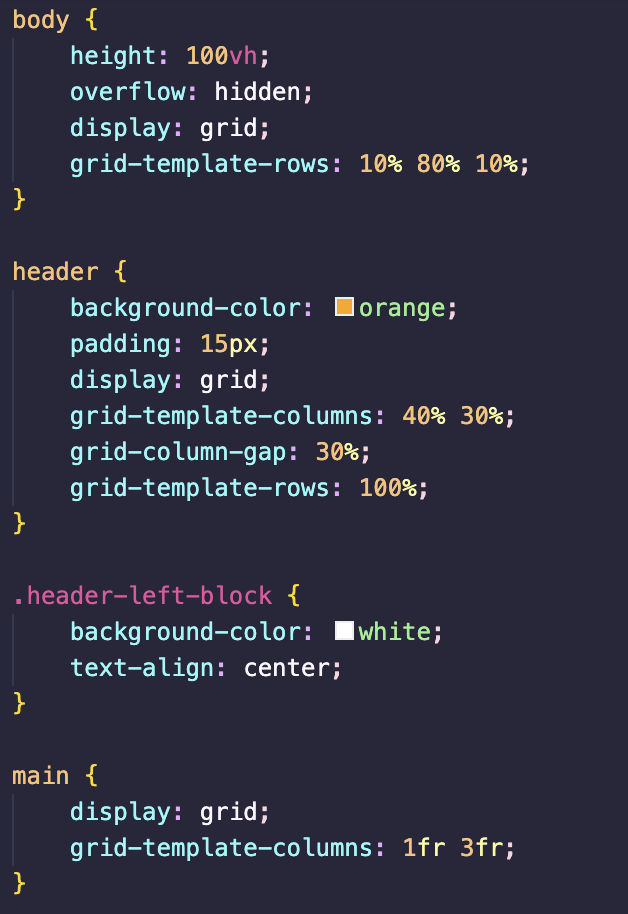 body {
    height: 100vh;
    overflow: hidden;
    display: grid;
    grid-template-rows: 10% 80% 10%;
}

header {
    background-color: orange;
    padding: 15px;
    display: grid;
    grid-template-columns: 40% 30%;
    grid-column-gap: 30%;
    grid-template-rows: 100%;
}

.header-left-block {
    background-color: white;
    text-align: center;
}

main {
    display: grid;
    grid-template-columns: 1fr 3fr;
}